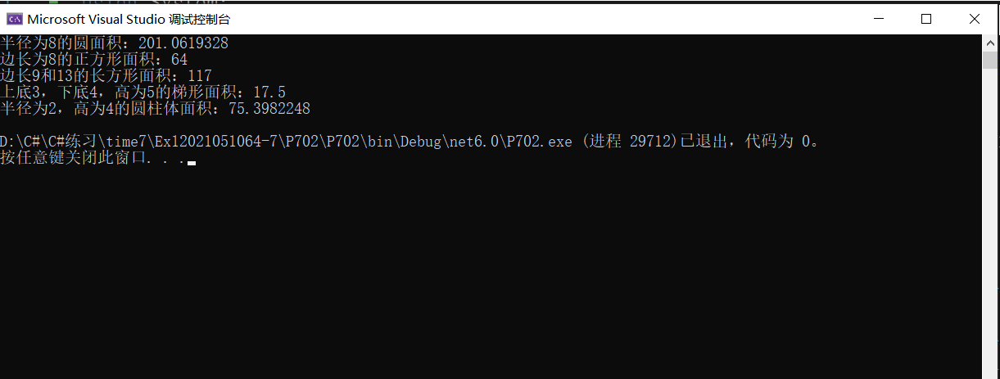 Microsoft Visual Studio 调试控制台
半径为8的圆面积：201.0619328
边长为8的正方形面积：64
边长9和13的长方形面积：117
上底3，下底4，高为5的梯形面积：17.5
半径为2，高为4的圆柱体面积：75.3982248
D:\C#\C#练习\time7\Ex12021051064-7\P702\P702\bin\Debug\net6.0\P702.exe (进程 29712)已退出，代码为 0。
按任意键关闭此窗口. . .